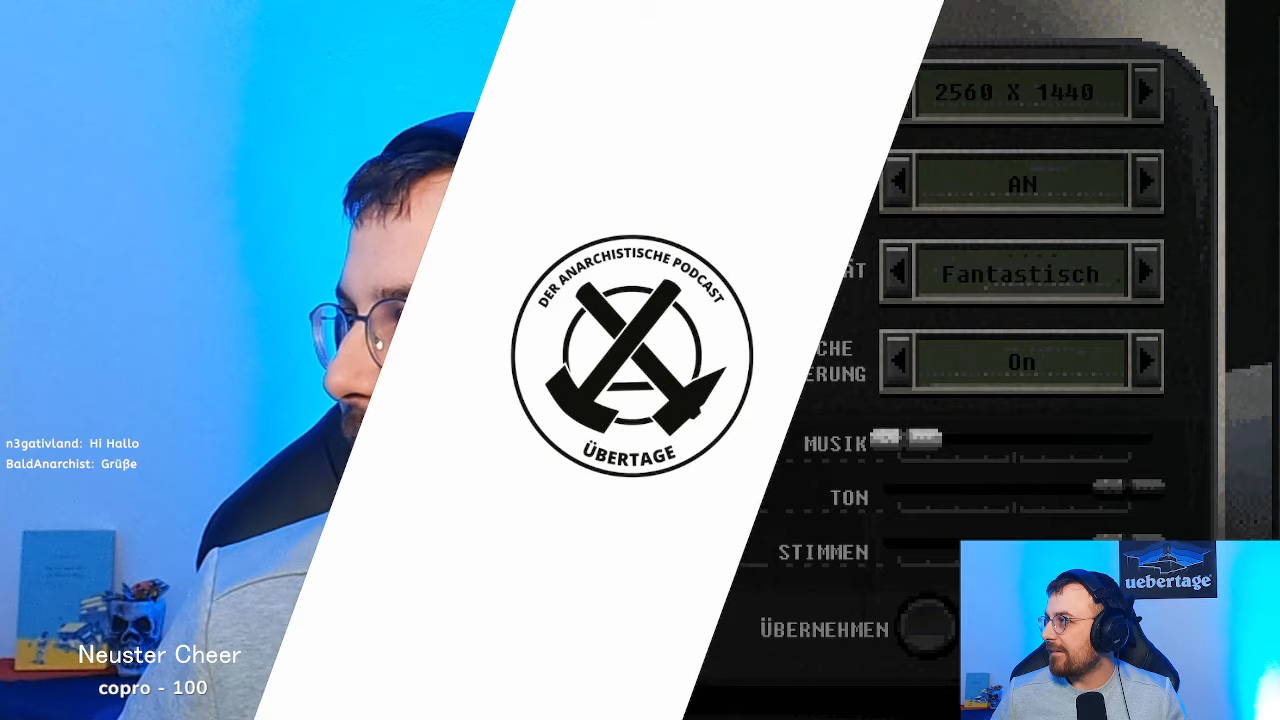 n3gativland: Hi Hallo
BaldAnarchist: Grüße
Neuster Cheer
copro - 100
DER ANARCHISTISCHE PODCAST
ÜBERTAGE
2560 X 1440
AN
ÄT
Fantastisch
CHE
ERUNG
On
MUSIK
TON
STIMMEN
ÜBERNEHMEN
uebertage